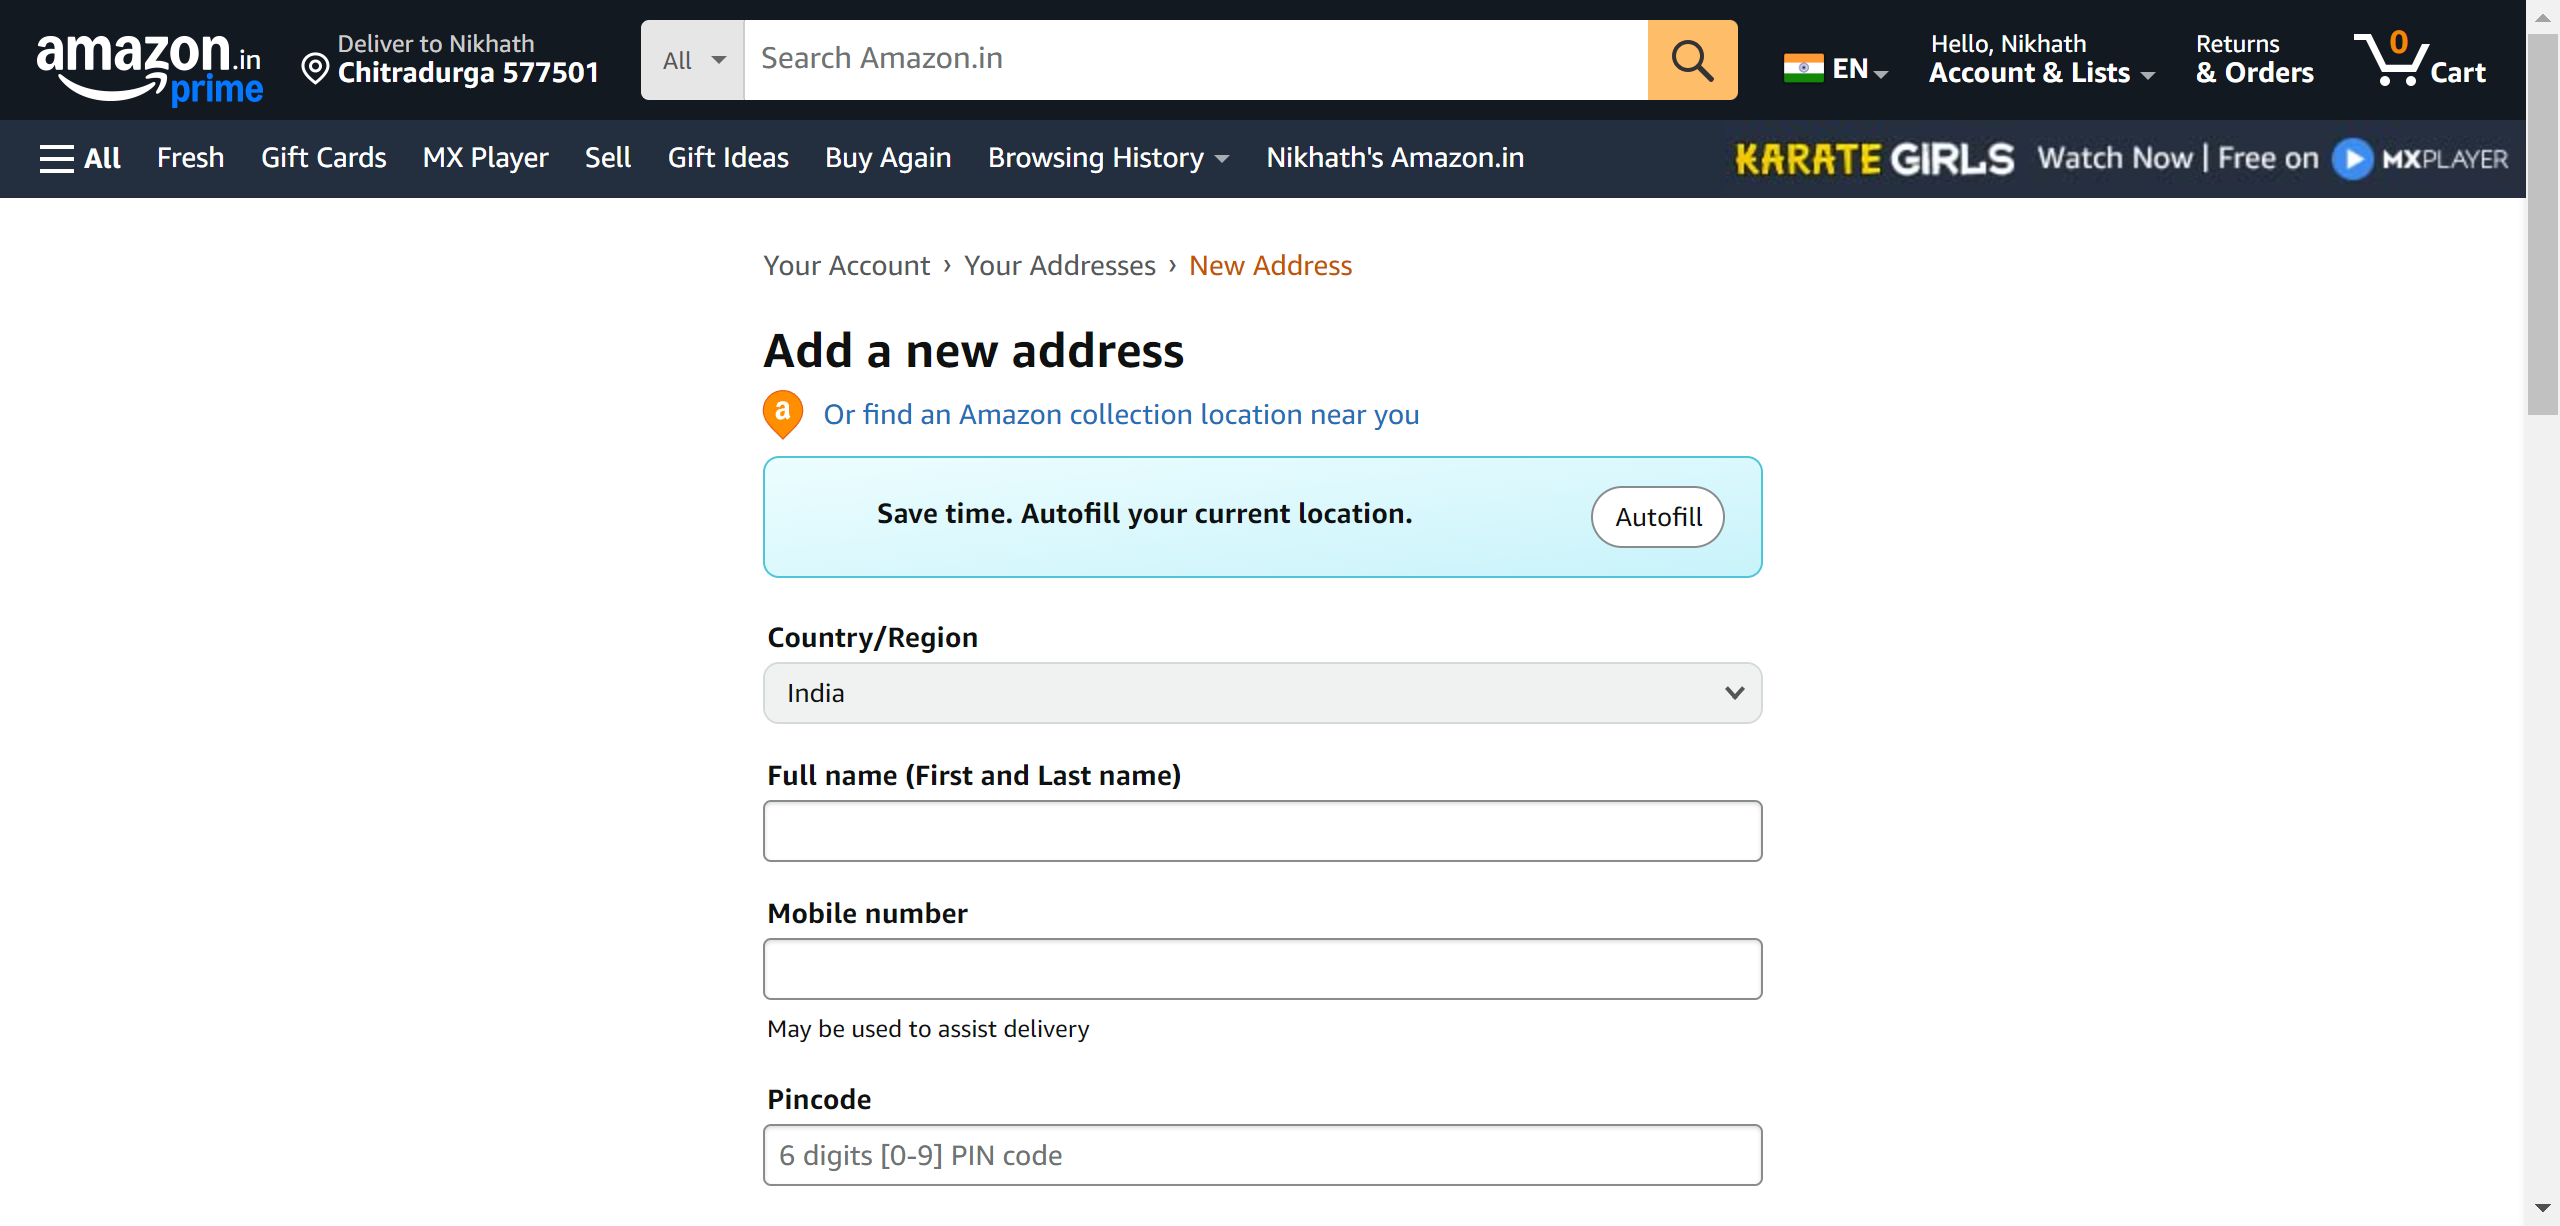 amazon.in
prime
Deliver to Nikhath
Chitradurga 577501
All
Search Amazon.in
EN
Hello, Nikhath
Account & Lists
Returns
& Orders
0
Cart
All
Fresh
Gift Cards
MX Player
Sell
Gift Ideas
Buy Again
Browsing History
Nikhath's Amazon.in
KARATE GIRLS Watch Now | Free on MXPLAYER
Your Account › Your Addresses › New Address
Add a new address
a
Or find an Amazon collection location near you
Save time. Autofill your current location.
Autofill
Country/Region
India
Full name (First and Last name)
Mobile number
May be used to assist delivery
Pincode
6 digits [0-9] PIN code